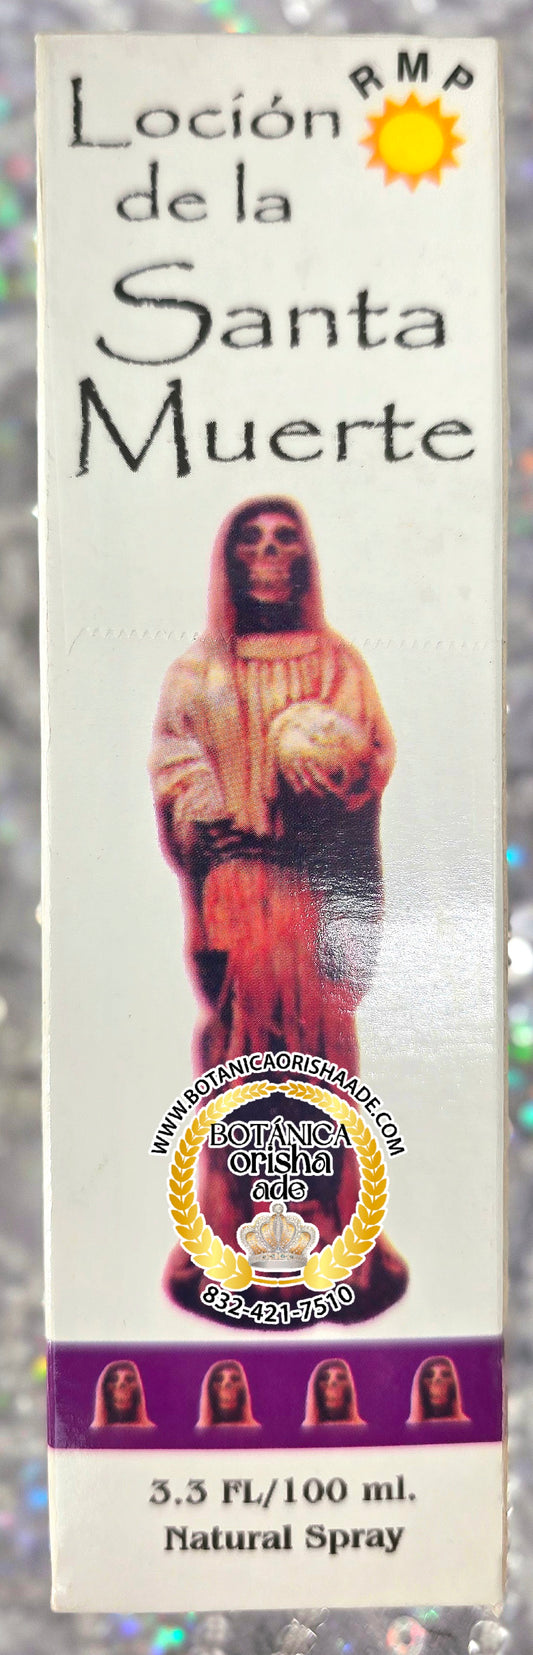 RMP
Loción
de la
Santa
Muerte
WWW.BOTANICAORISHAADE.COM
BOTÁNICA
orisha
ade
832-421-7510
3.3 FL/100 ml.
Natural Spray